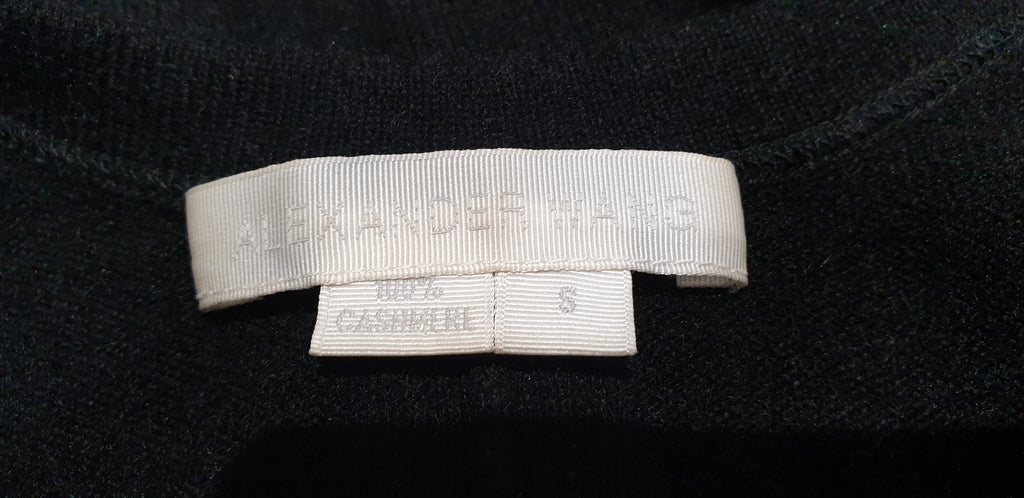 ALEXANDER WANG
100%
CASHMERE
S